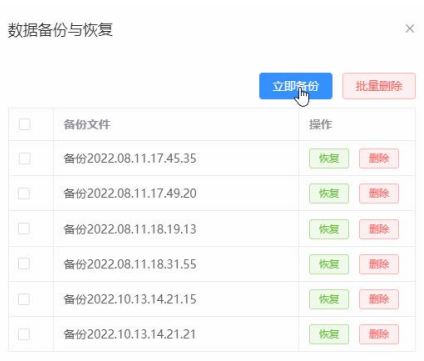 数据备份与恢复 ×
立即备份 批量删除
备份文件 操作
备份2022.08.11.17.45.35 恢复 删除
备份2022.08.11.17.49.20 恢复 删除
备份2022.08.11.18.19.13 恢复 删除
备份2022.08.11.18.31.55 恢复 删除
备份2022.10.13.14.21.15 恢复 删除
备份2022.10.13.14.21.21 恢复 删除